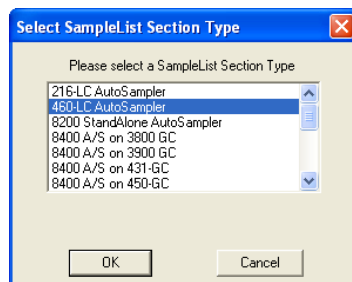 Select SampleList Section Type
Please select a SampleList Section Type
216-LC AutoSampler
460-LC AutoSampler
8200 StandAlone AutoSampler
8400 A/S on 3800 GC
8400 A/S on 3900 GC
8400 A/S on 431-GC
8400 A/S on 450-GC
OK
Cancel